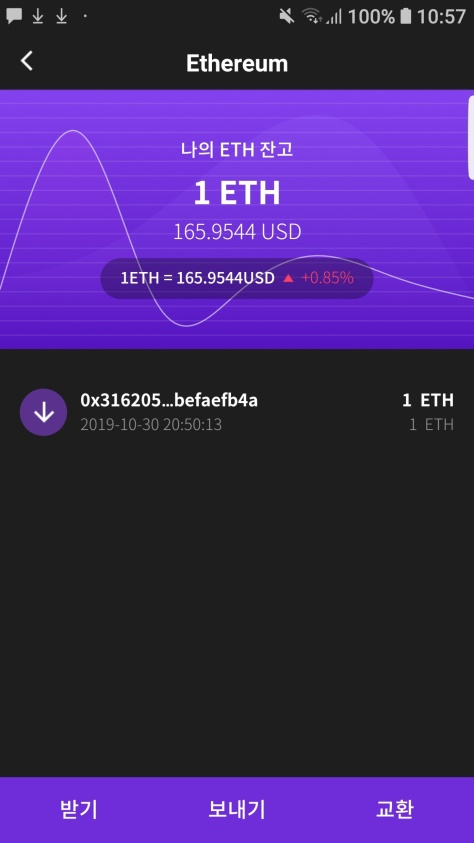 100% 10:57
Ethereum
나의 ETH 잔고
1 ETH
165.9544 USD
1ETH = 165.9544USD ▲ +0.85%
0x316205...befaefb4a 1 ETH
2019-10-30 20:50:13 1 ETH
받기 보내기 교환